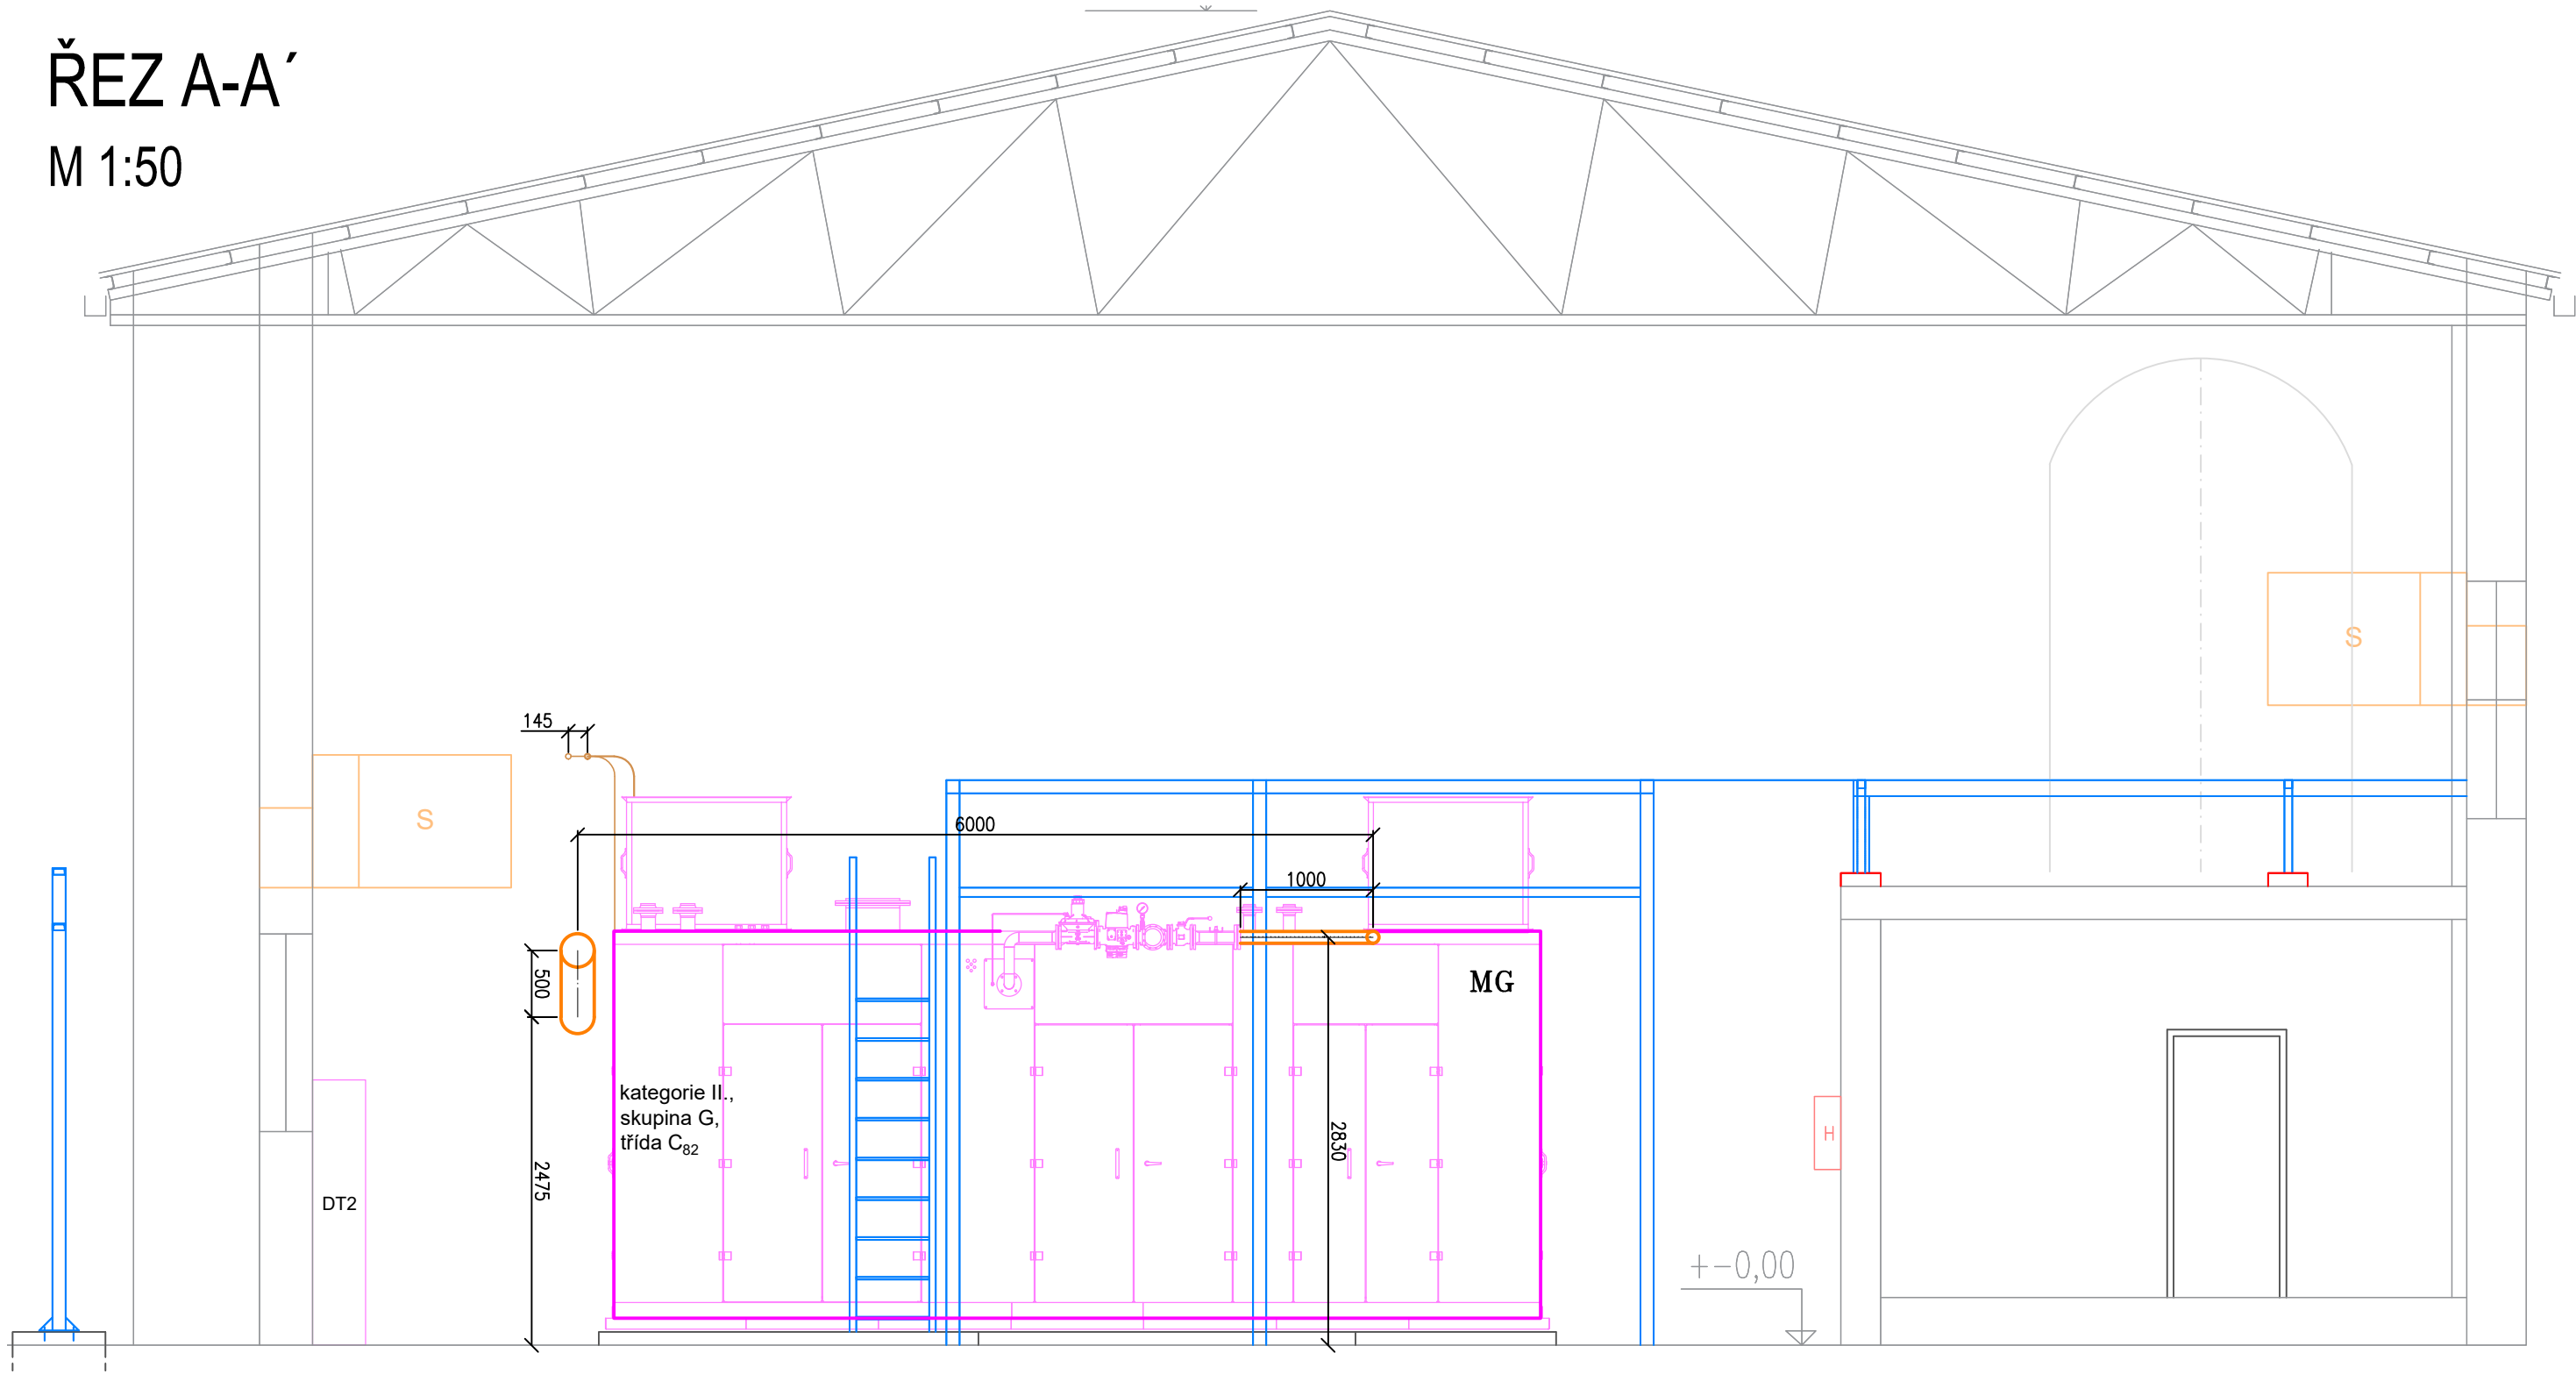 ŘEZ A-A´
M 1:50
S
145
S
6000
1000
500
MG
kategorie II.,
skupina G,
třída C82
2830
H
2475
DT2
+-0,00